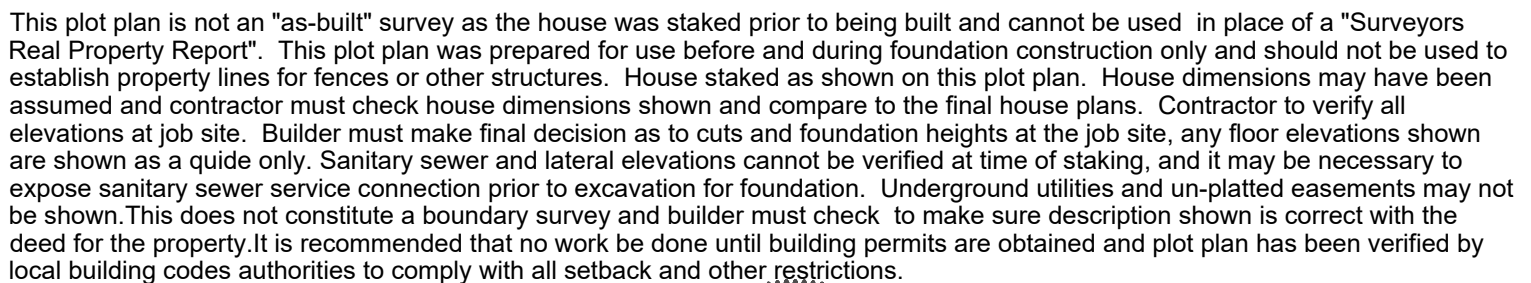 This plot plan is not an "as-built" survey as the house was staked prior to being built and cannot be used  in place of a "Surveyors
Real Property Report".  This plot plan was prepared for use before and during foundation construction only and should not be used to
establish property lines for fences or other structures.  House staked as shown on this plot plan.  House dimensions may have been
assumed and contractor must check house dimensions shown and compare to the final house plans.  Contractor to verify all
elevations at job site.  Builder must make final decision as to cuts and foundation heights at the job site, any floor elevations shown
are shown as a quide only. Sanitary sewer and lateral elevations cannot be verified at time of staking, and it may be necessary to
expose sanitary sewer service connection prior to excavation for foundation.  Underground utilities and un-platted easements may not
be shown.This does not constitute a boundary survey and builder must check  to make sure description shown is correct with the
deed for the property.It is recommended that no work be done until building permits are obtained and plot plan has been verified by
local building codes authorities to comply with all setback and other restrictions.